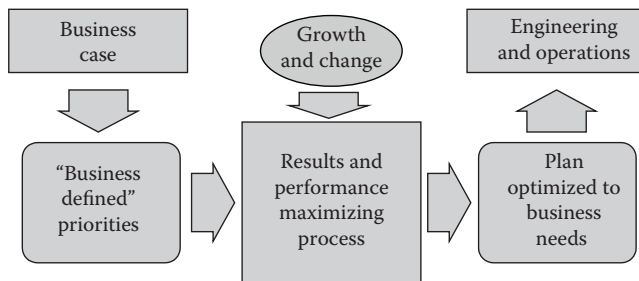 Business
case
Growth
and change
Engineering
and operations
“Business
defined”
priorities
Results and
performance
maximizing
process
Plan
optimized to
business
needs